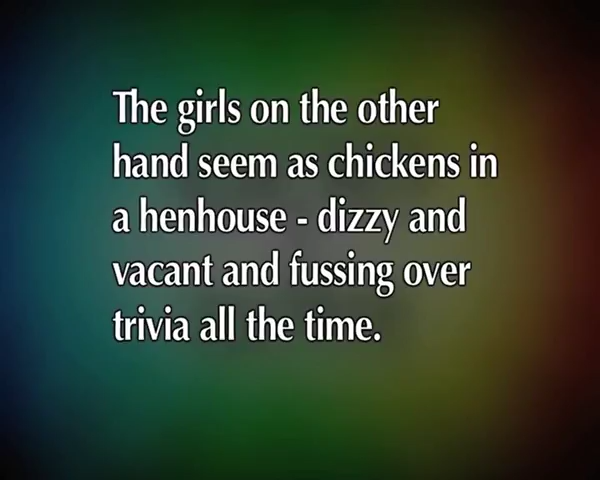 The girls on the other
hand seem as chickens in
a henhouse - dizzy and
vacant and fussing over
trivia all the time.